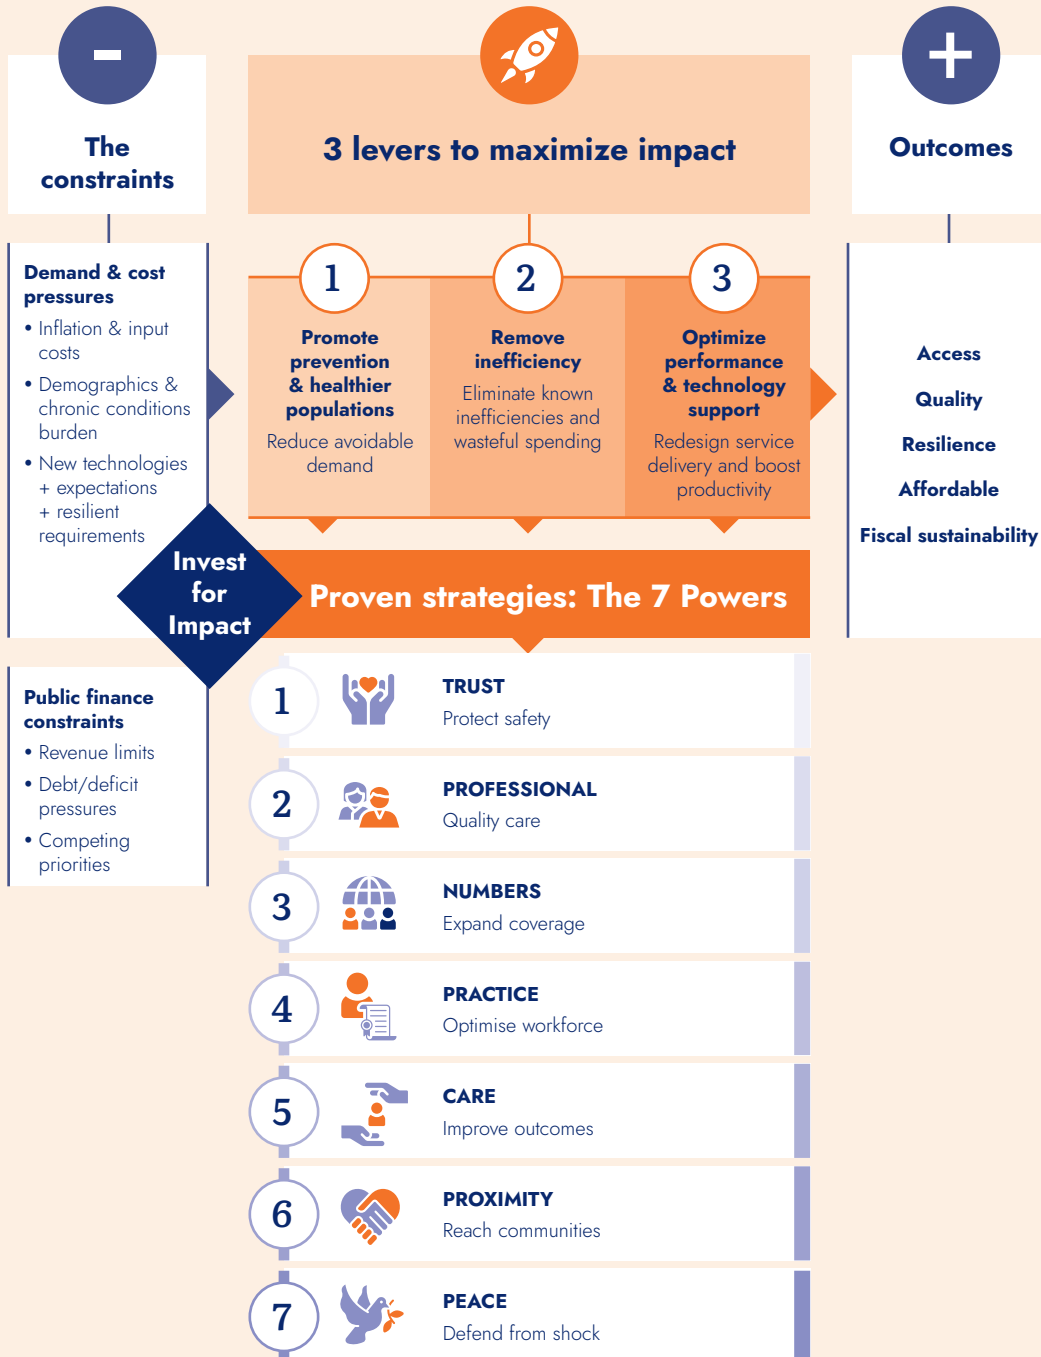 -
The
constraints
3 levers to maximize impact
+
Outcomes
Demand & cost
pressures
• Inflation & input
costs
• Demographics &
chronic conditions
burden
• New technologies
+ expectations
+ resilient
requirements
Public finance
constraints
• Revenue limits
• Debt/deficit
pressures
• Competing
priorities
Invest
for
Impact
1
Promote
prevention
& healthier
populations
Reduce avoidable
demand
2
Remove
inefficiency
Eliminate known
inefficiencies and
wasteful spending
3
Optimize
performance
& technology
support
Redesign service
delivery and boost
productivity
Access
Quality
Resilience
Affordable
Fiscal sustainability
Proven strategies: The 7 Powers
1
TRUST
Protect safety
2
PROFESSIONAL
Quality care
3
NUMBERS
Expand coverage
4
PRACTICE
Optimise workforce
5
CARE
Improve outcomes
6
PROXIMITY
Reach communities
7
PEACE
Defend from shock